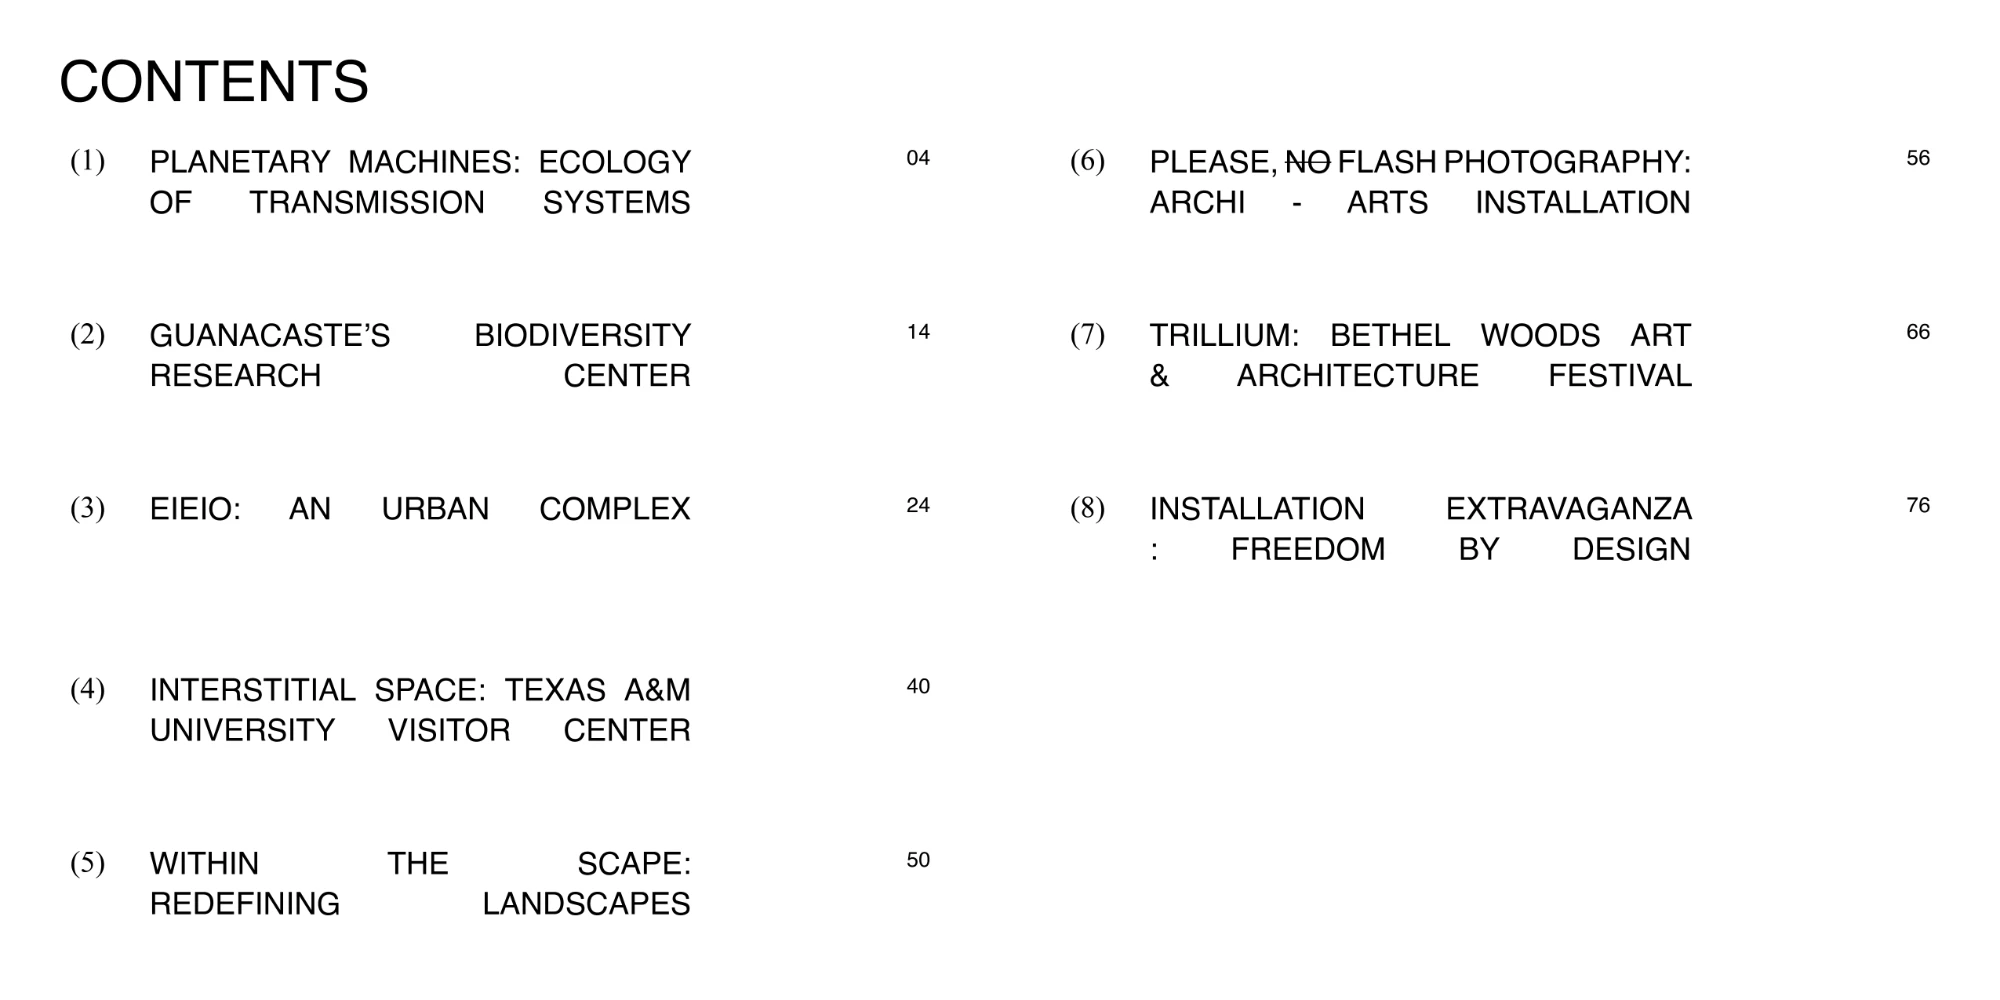 CONTENTS
(1) PLANETARY MACHINES: ECOLOGY 04
OF TRANSMISSION SYSTEMS
(2) GUANACASTE’S BIODIVERSITY 14
RESEARCH CENTER
(3) EIEIO: AN URBAN COMPLEX 24
(4) INTERSTITIAL SPACE: TEXAS A&M 40
UNIVERSITY VISITOR CENTER
(5) WITHIN THE SCAPE: 50
REDEFINING LANDSCAPES
(6) PLEASE, NO FLASH PHOTOGRAPHY: 56
ARCHI - ARTS INSTALLATION
(7) TRILLIUM: BETHEL WOODS ART 66
& ARCHITECTURE FESTIVAL
(8) INSTALLATION EXTRAVAGANZA 76
: FREEDOM BY DESIGN